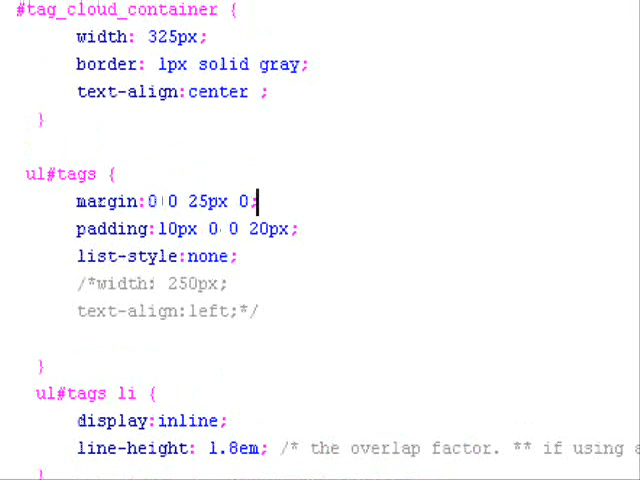 #tag_cloud_container {
width: 325px;
border: 1px solid gray;
text-align:center ;
}
ul#tags {
margin:0 0 25px 0;
padding:10px 0 0 20px;
list-style:none;
/*width: 250px;
text-align:left;*/
}
ul#tags li {
display:inline;
line-height: 1.8em; /* the overlap factor. ** if using a
}